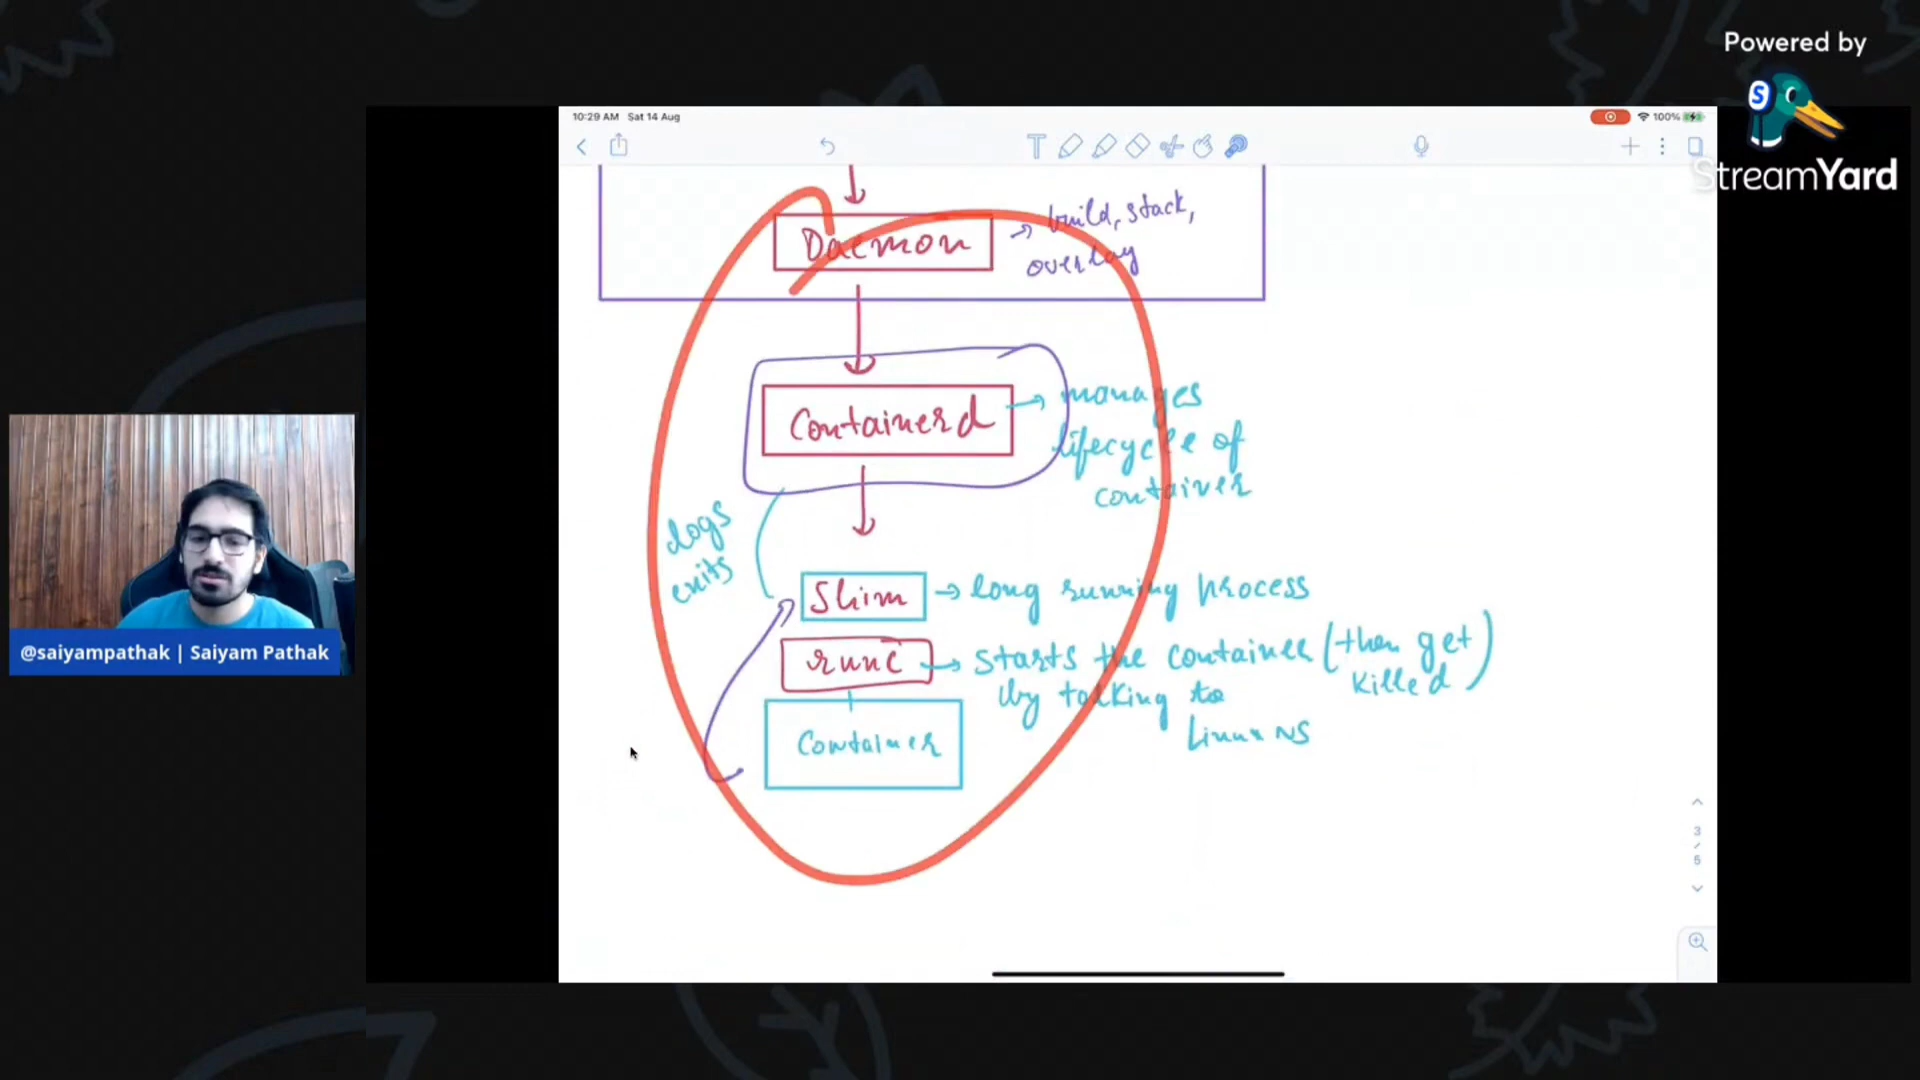 Powered by
StreamYard
10:29 AM Sat 14 Aug
100%
Daemon
build, stack,
overlay
Containerd
manages
lifecycle of
container
logs
exits
Shim
long running process
runc
starts the container (then get
killed)
by talking to
Linux NS
Container
@saiyampathak | Saiyam Pathak
3
/
5